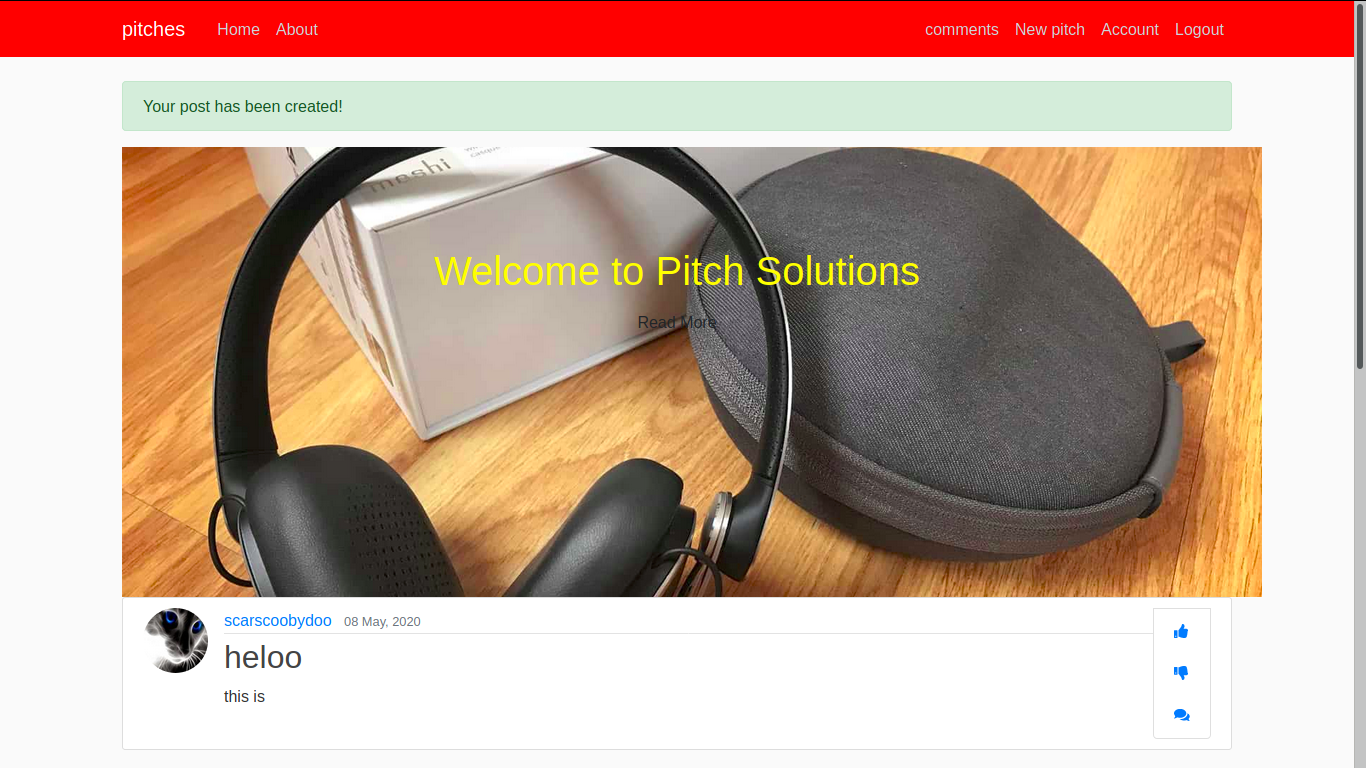 pitches Home About comments New pitch Account Logout
Your post has been created!
moshi
casque
Welcome to Pitch Solutions
Read More
scarscoobydoo 08 May, 2020
heloo
this is